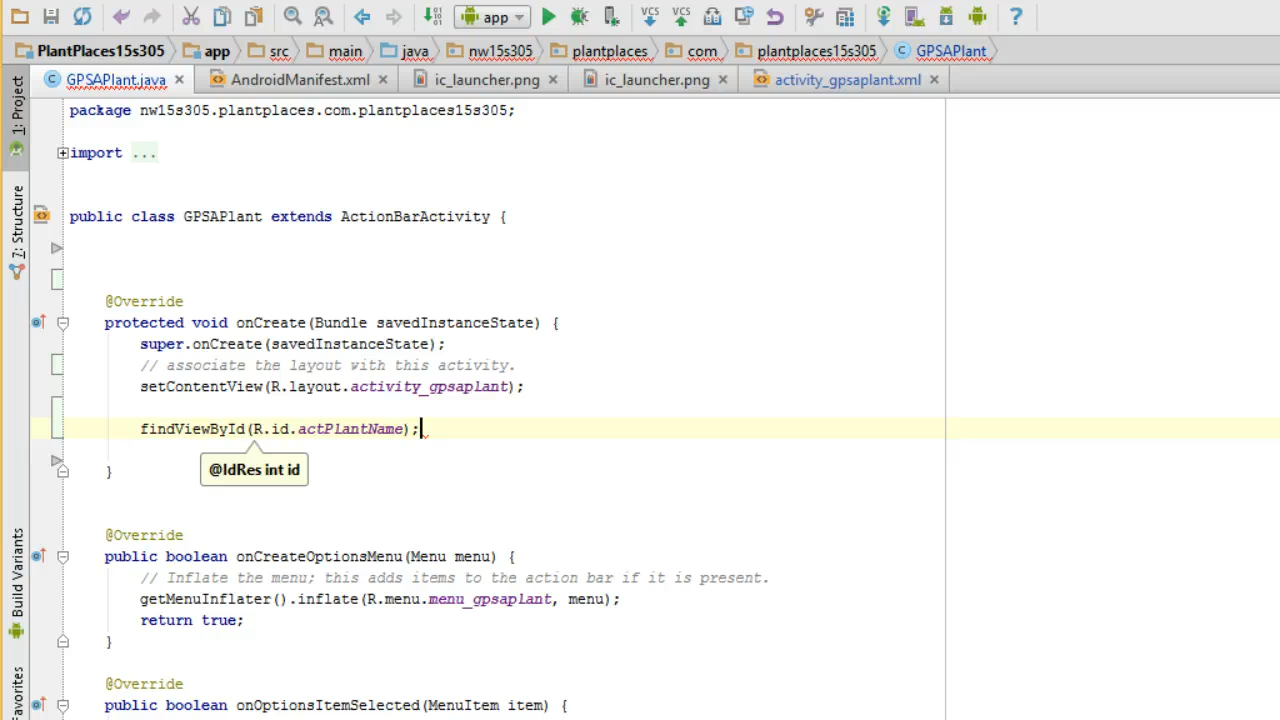 app
PlantPlaces15s305 app src main java nw15s305 plantplaces com plantplaces15s305 GPSAPlant
GPSAPlant.java AndroidManifest.xml ic_launcher.png ic_launcher.png activity_gpsaplant.xml
1: Project
7: Structure
Build Variants
Favorites
package nw15s305.plantplaces.com.plantplaces15s305;
import ...
public class GPSAPlant extends ActionBarActivity {
@Override
protected void onCreate(Bundle savedInstanceState) {
super.onCreate(savedInstanceState);
// associate the layout with this activity.
setContentView(R.layout.activity_gpsaplant);
findViewById(R.id.actPlantName);
@IdRes int id
}
@Override
public boolean onCreateOptionsMenu(Menu menu) {
// Inflate the menu; this adds items to the action bar if it is present.
getMenuInflater().inflate(R.menu.menu_gpsaplant, menu);
return true;
}
@Override
public boolean onOptionsItemSelected(MenuItem item) {